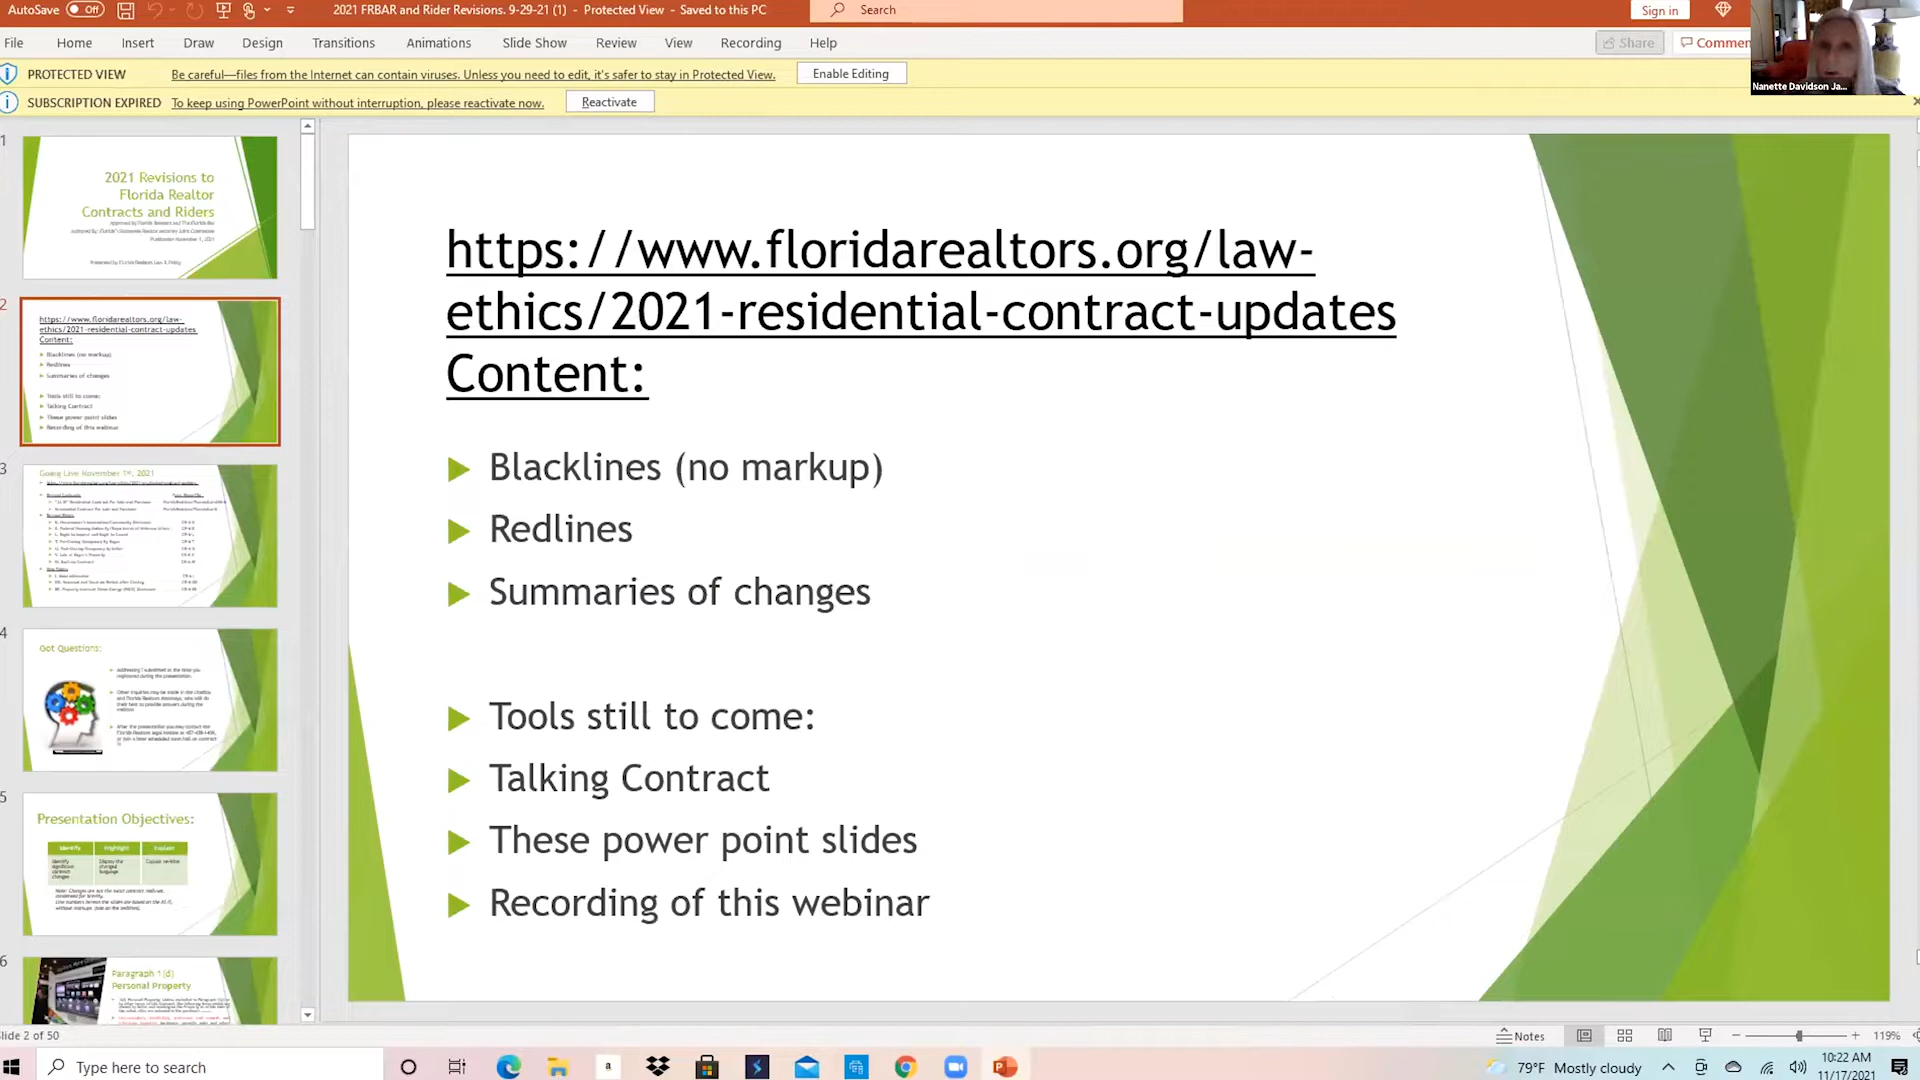 AutoSave Off 2021 FRBAR and Rider Revisions. 9-29-21 (1) - Protected View - Saved to this PC Search Sign in
File Home Insert Draw Design Transitions Animations Slide Show Review View Recording Help Share Commen
PROTECTED VIEW Be careful—files from the Internet can contain viruses. Unless you need to edit, it's safer to stay in Protected View. Enable Editing
Nanette Davidson Ja...
SUBSCRIPTION EXPIRED To keep using PowerPoint without interruption, please reactivate now. Reactivate
1
2021 Revisions to
Florida Realtor
Contracts and Riders
2
https://www.floridarealtors.org/law-
ethics/2021-residential-contract-updates
Content:
Blacklines (no markup)
Redlines
Summaries of changes
Tools still to come:
Talking Contract
These power point slides
Recording of this webinar
3
Going Live November 1st, 2021
4
Got Questions:
5
Presentation Objectives:
Identify Highlight Explain
6
Paragraph 1(d)
Personal Property
https://www.floridarealtors.org/law-
ethics/2021-residential-contract-updates
Content:
Blacklines (no markup)
Redlines
Summaries of changes
Tools still to come:
Talking Contract
These power point slides
Recording of this webinar
lide 2 of 50 Notes 119%
Type here to search 79°F Mostly cloudy 10:22 AM
11/17/2021